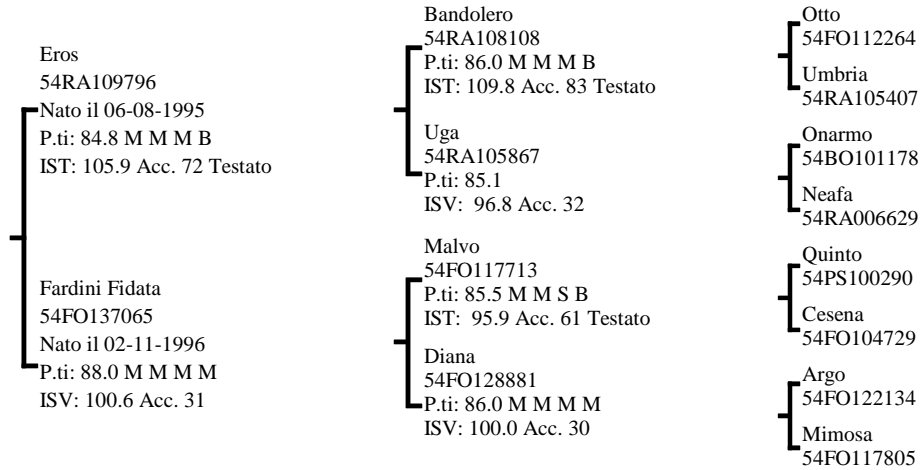 Eros
54RA109796
Nato il 06-08-1995
P.ti: 84.8 M M M B
IST: 105.9 Acc. 72 Testato
Fardini Fidata
54FO137065
Nato il 02-11-1996
P.ti: 88.0 M M M M
ISV: 100.6 Acc. 31
Bandolero
54RA108108
P.ti: 86.0 M M M B
IST: 109.8 Acc. 83 Testato
Uga
54RA105867
P.ti: 85.1
ISV: 96.8 Acc. 32
Malvo
54FO117713
P.ti: 85.5 M M S B
IST: 95.9 Acc. 61 Testato
Diana
54FO128881
P.ti: 86.0 M M M M
ISV: 100.0 Acc. 30
Otto
54FO112264
Umbria
54RA105407
Onarmo
54BO101178
Neafa
54RA006629
Quinto
54PS100290
Cesena
54FO104729
Argo
54FO122134
Mimosa
54FO117805